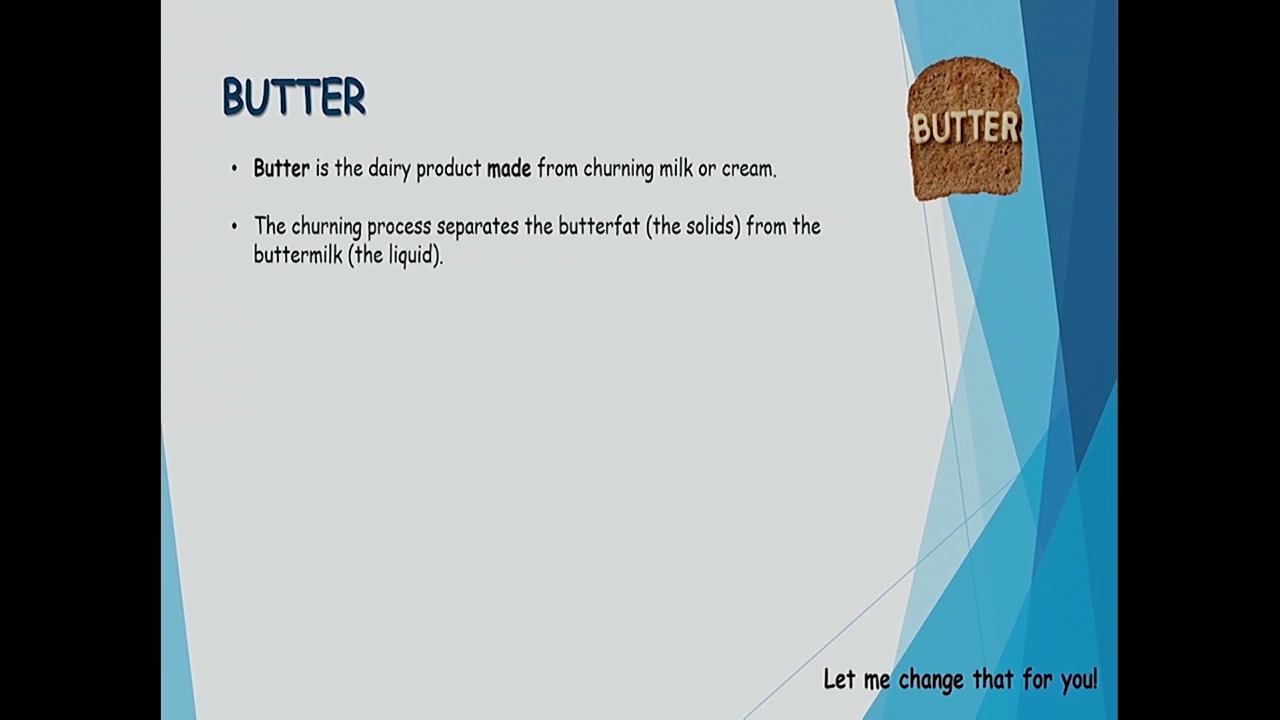 BUTTER
BUTTER
• Butter is the dairy product made from churning milk or cream.
• The churning process separates the butterfat (the solids) from the
buttermilk (the liquid).
Let me change that for you!